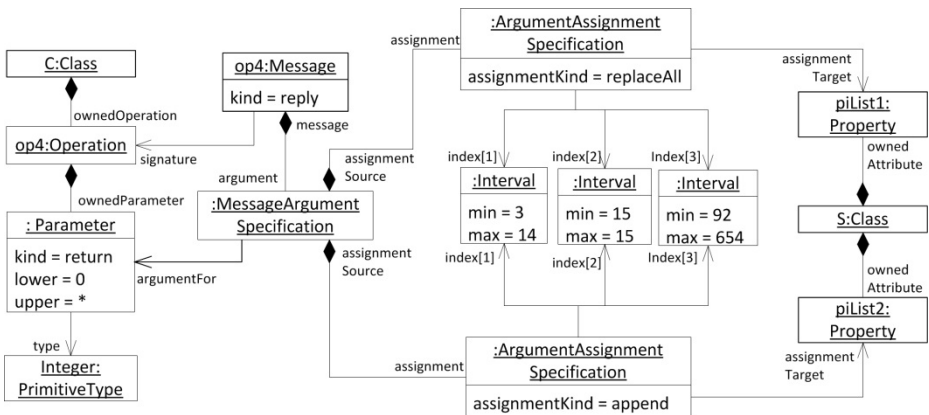 :ArgumentAssignment
Specification
assignmentKind = replaceAll
assignment
assignment
Target
C:Class
op4:Message
kind = reply
ownedOperation
message
op4:Operation
signature
assignment
Source
argument
ownedParameter
: Parameter
kind = return
lower = 0
upper = *
:MessageArgument
Specification
argumentFor
assignment
Source
type
Integer:
PrimitiveType
index[1]
index[2]
Index[3]
:Interval
min = 3
max = 14
:Interval
min = 15
max = 15
:Interval
min = 92
max = 654
index[1]
index[2]
Index[3]
piList1:
Property
owned
Attribute
S:Class
owned
Attribute
piList2:
Property
assignment
:ArgumentAssignment
Specification
assignmentKind = append
assignment
Target